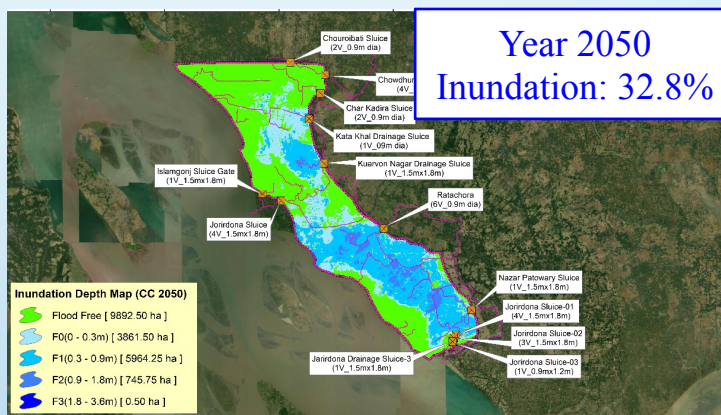 Year 2050
Inundation: 32.8%
Chouroibati Sluice
(2V_0.9m dia)
Chowdhur
(4V_
Char Kadira Sluice
(2V_0.9m dia)
Kata Khal Drainage Sluice
(1V_09m dia)
Kuarvon Nagar Drainage Sluice
(1V_1.5mx1.8m)
Islamgonj Sluice Gate
(1V_1.5mx1.8m)
Ratachora
(6V_0.9m dia)
Jorirdona Sluice
(4V_1.5mx1.8m)
Nazar Patowary Sluice
(1V_1.5mx1.8m)
Jorirdona Sluice-01
(4V_1.5mx1.8m)
Jorirdona Sluice-02
(3V_1.5mx1.8m)
Jarirdona Drainage Sluice-3
(1V_1.5mx1.8m)
Jorirdona Sluice-03
(1V_0.9mx1.2m)
Inundation Depth Map (CC 2050)
Flood Free [ 9892.50 ha ]
F0(0 - 0.3m) [ 3861.50 ha ]
F1(0.3 - 0.9m) [ 5964.25 ha ]
F2(0.9 - 1.8m) [ 745.75 ha ]
F3(1.8 - 3.6m) [ 0.50 ha ]